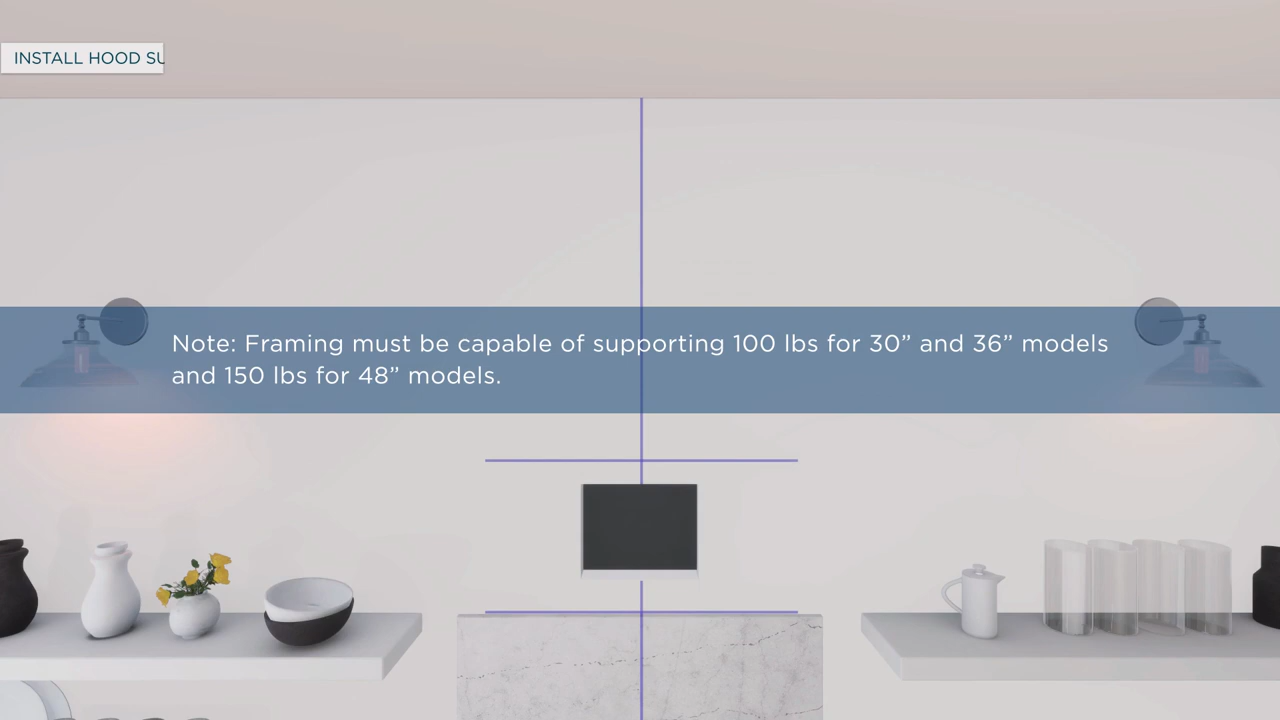 INSTALL HOOD SU
Note: Framing must be capable of supporting 100 lbs for 30” and 36” models
and 150 lbs for 48” models.